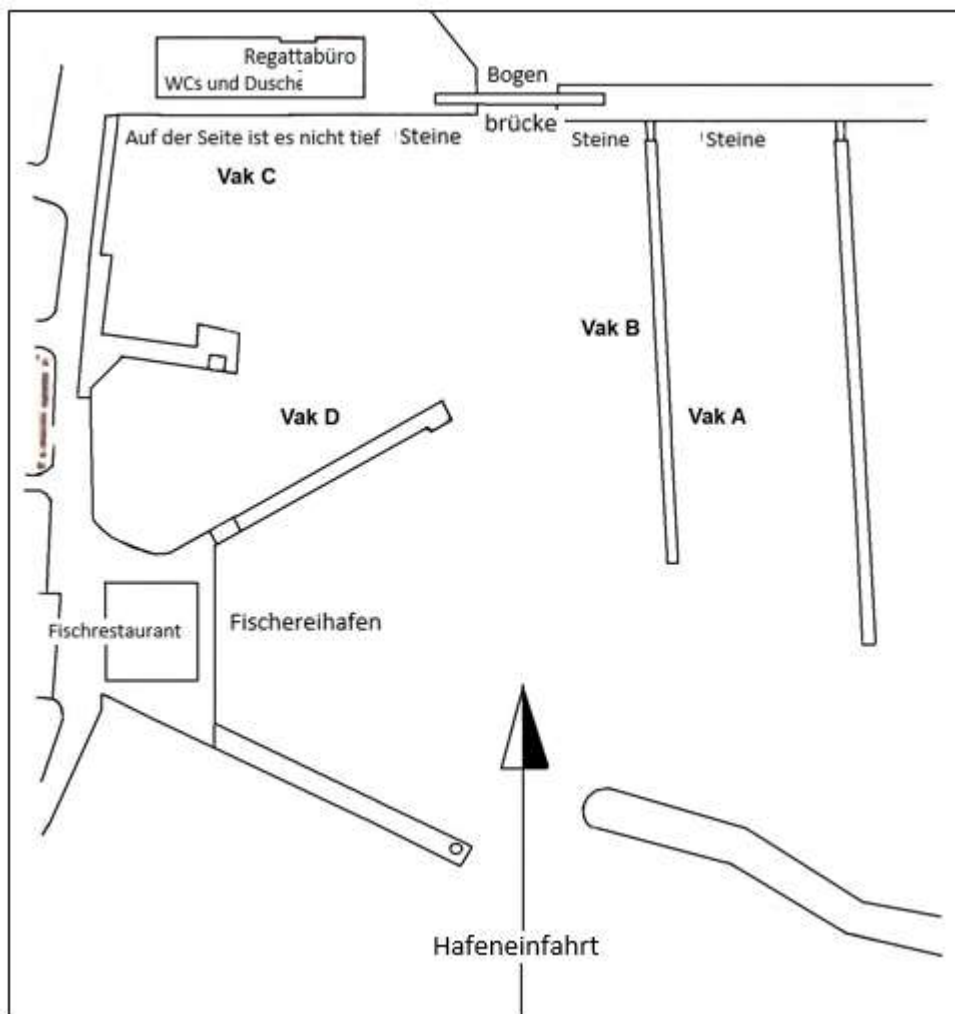 Regattabüro
WCs und Dusche
Bogen
brücke
Auf der Seite ist es nicht tief
Steine
Steine
Steine
Vak C
Vak B
Vak D
Vak A
Fischereihafen
Fischrestaurant
Hafeneinfahrt